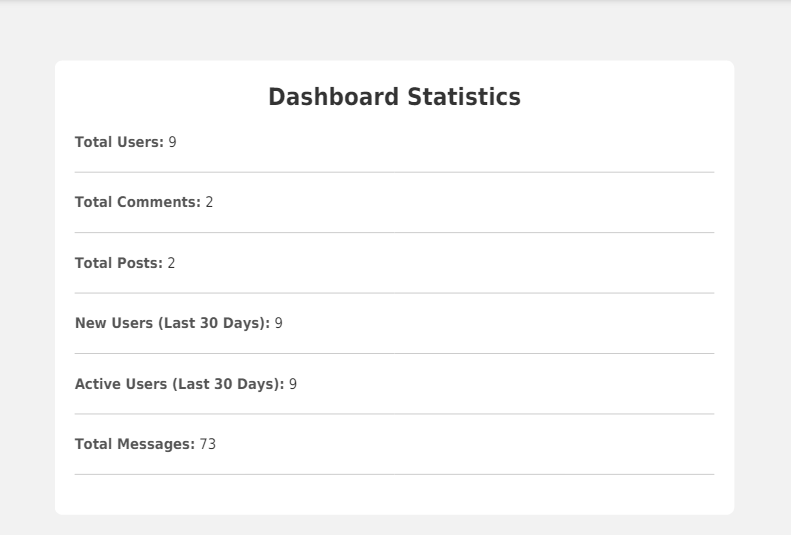 Dashboard Statistics
Total Users: 9
Total Comments: 2
Total Posts: 2
New Users (Last 30 Days): 9
Active Users (Last 30 Days): 9
Total Messages: 73